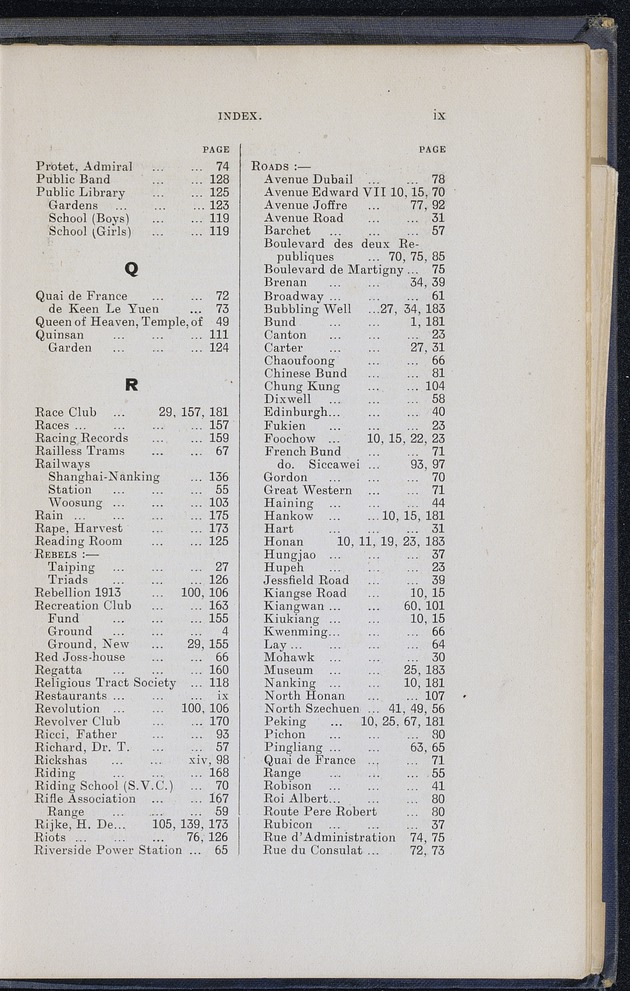 INDEX. ix
PAGE
Protet, Admiral ... ... 74
Public Band ... ... 128
Public Library ... ... 125
Gardens ... ... ... 123
School (Boys) ... ... 119
School (Girls) ... ... 119
Q
Quai de France ... ... 72
de Keen Le Yuen ... 73
Queen of Heaven, Temple, of 49
Quinsan ... ... ... 111
Garden ... ... ... 124
R
Race Club ... 29, 157, 181
Races ... ... ... ... 157
Racing Records ... ... 159
Railless Trams ... ... 67
Railways
Shanghai-Nanking ... 136
Station ... ... ... 55
Woosung ... ... ... 103
Rain ... ... ... ... 175
Rape, Harvest ... ... 173
Reading Room ... ... 125
REBELS :—
Taiping ... ... ... 27
Triads ... ... ... 126
Rebellion 1913 ... 100, 106
Recreation Club ... ... 163
Fund ... ... ... 155
Ground ... ... ... 4
Ground, New ... 29, 155
Red Joss-house ... ... 66
Regatta ... ... ... 160
Religious Tract Society ... 118
Restaurants ... ... ... ix
Revolution ... ... 100, 106
Revolver Club ... ... 170
Ricci, Father ... ... 93
Richard, Dr. T. ... ... 57
Rickshas ... ... xiv, 98
Riding ... ... ... 168
Riding School (S.V.C.) ... 70
Rifle Association ... ... 167
Range ... ... ... 59
Rijke, H. De... 105, 139, 173
Riots ... ... ... 76, 126
Riverside Power Station ... 65
PAGE
ROADS :—
Avenue Dubail ... ... 78
Avenue Edward VII 10, 15, 70
Avenue Joffre ... 77, 92
Avenue Road ... ... 31
Barchet ... ... ... 57
Boulevard des deux Re-
publiques ... 70, 75, 85
Boulevard de Martigny ... 75
Brenan ... ... 34, 39
Broadway ... ... ... 61
Bubbling Well ...27, 34, 183
Bund ... ... 1, 181
Canton ... ... ... 23
Carter ... ... 27, 31
Chaoufoong ... ... 66
Chinese Bund ... ... 81
Chung Kung ... ... 104
Dixwell ... ... ... 58
Edinburgh... ... ... 40
Fukien ... ... ... 23
Foochow ... 10, 15, 22, 23
French Bund ... ... 71
do. Siccawei ... 93, 97
Gordon ... ... ... 70
Great Western ... ... 71
Haining ... ... ... 44
Hankow ... ... 10, 15, 181
Hart ... ... ... 31
Honan 10, 11, 19, 23, 183
Hungjao ... ... ... 37
Hupeh ... ... ... 23
Jessfield Road ... ... 39
Kiangse Road ... 10, 15
Kiangwan ... ... 60, 101
Kiukiang ... ... 10, 15
Kwenming... ... ... 66
Lay ... ... ... ... 64
Mohawk ... ... ... 30
Museum ... ... 25, 183
Nanking ... ... 10, 181
North Honan ... ... 107
North Szechuen ... 41, 49, 56
Peking ... 10, 25, 67, 181
Pichon ... ... ... 80
Pingliang ... ... 63, 65
Quai de France ... ... 71
Range ... ... ... 55
Robison ... ... ... 41
Roi Albert... ... ... 80
Route Pere Robert ... 80
Rubicon ... ... ... 37
Rue d'Administration 74, 75
Rue du Consulat ... 72, 73